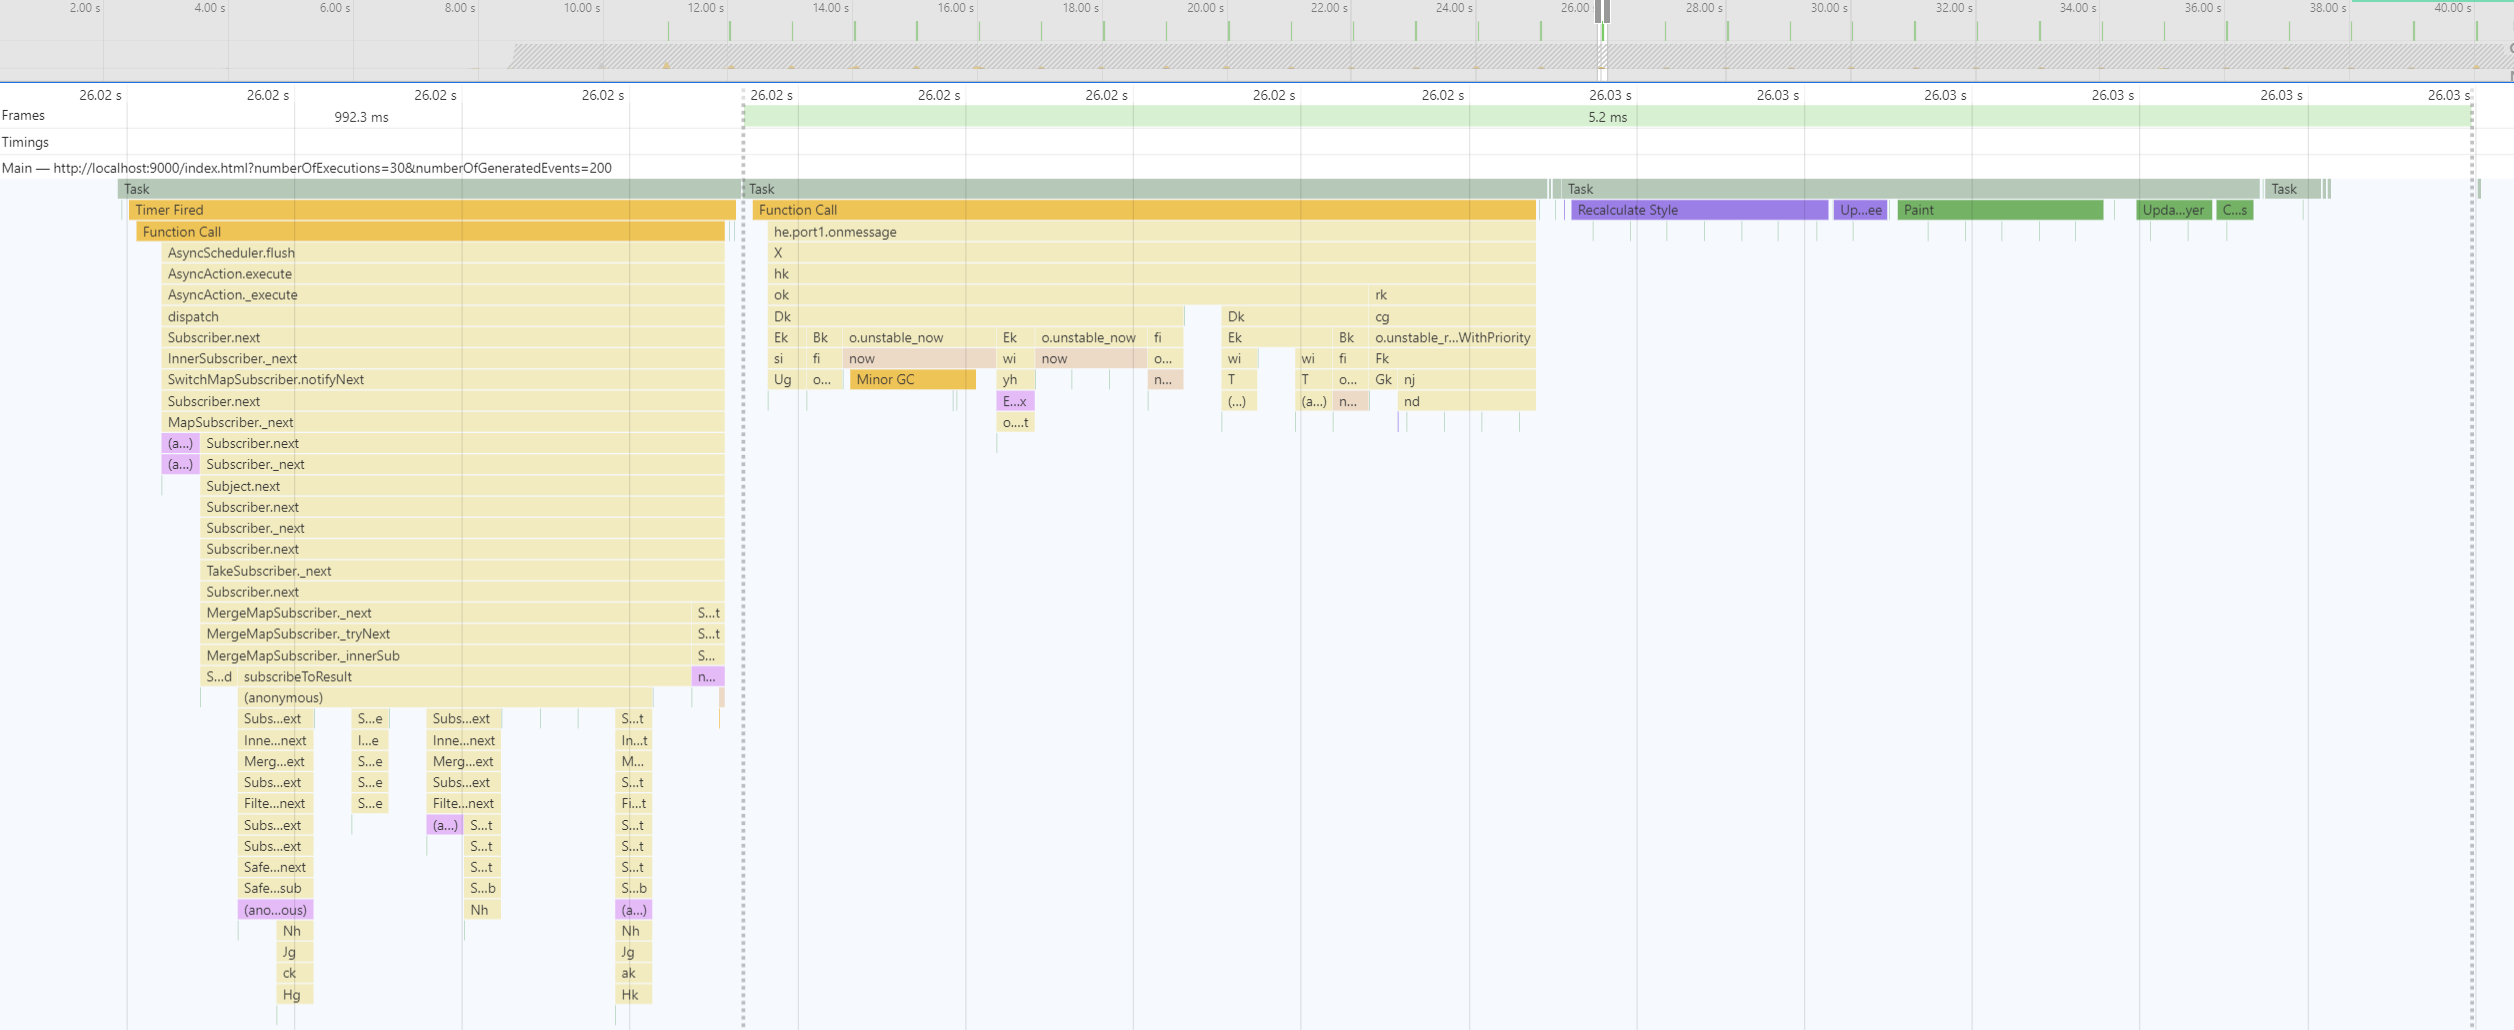 2.00 s 4.00 s 6.00 s 8.00 s 10.00 s 12.00 s 14.00 s 16.00 s 18.00 s 20.00 s 22.00 s 24.00 s 26.00 28.00 s 30.00 s 32.00 s 34.00 s 36.00 s 38.00 s 40.00 s
26.02 s 26.02 s 26.02 s 26.02 s 26.02 s 26.02 s 26.02 s 26.02 s 26.02 s 26.03 s 26.03 s 26.03 s 26.03 s 26.03 s 26.03 s
Frames 992.3 ms 5.2 ms
Timings
Main — http://localhost:9000/index.html?numberOfExecutions=30&numberOfGeneratedEvents=200
Task Task Task Task
Timer Fired Function Call Recalculate Style Up...ee Paint Upda...yer C...s
Function Call he.port1.onmessage
AsyncScheduler.flush X
AsyncAction.execute hk
AsyncAction._execute ok rk
dispatch Dk Dk cg
Subscriber.next Ek Bk o.unstable_now Ek o.unstable_now fi Ek Bk o.unstable_r...WithPriority
InnerSubscriber._next si fi now wi now o... wi wi fi Fk
SwitchMapSubscriber.notifyNext Ug o... Minor GC yh n... T T o... Gk nj
Subscriber.next E...x (...) (a...) n... nd
MapSubscriber._next o....t
(a...) Subscriber.next
(a...) Subscriber._next
Subject.next
Subscriber.next
Subscriber._next
Subscriber.next
TakeSubscriber._next
Subscriber.next
MergeMapSubscriber._next S...t
MergeMapSubscriber._tryNext S...t
MergeMapSubscriber._innerSub S...
S...d subscribeToResult n...
(anonymous)
Subs...ext S...e Subs...ext S...t
Inne...next I...e Inne...next In...t
Merg...ext S...e Merg...ext M...
Subs...ext S...e Subs...ext S...t
Filte...next S...e Filte...next Fi...t
Subs...ext (a...) S...t S...t
Subs...ext S...t S...t
Safe...next S...t S...t
Safe...sub S...b S...b
(ano...ous) Nh (a...)
Nh Nh
Jg Jg
ck ak
Hg Hk